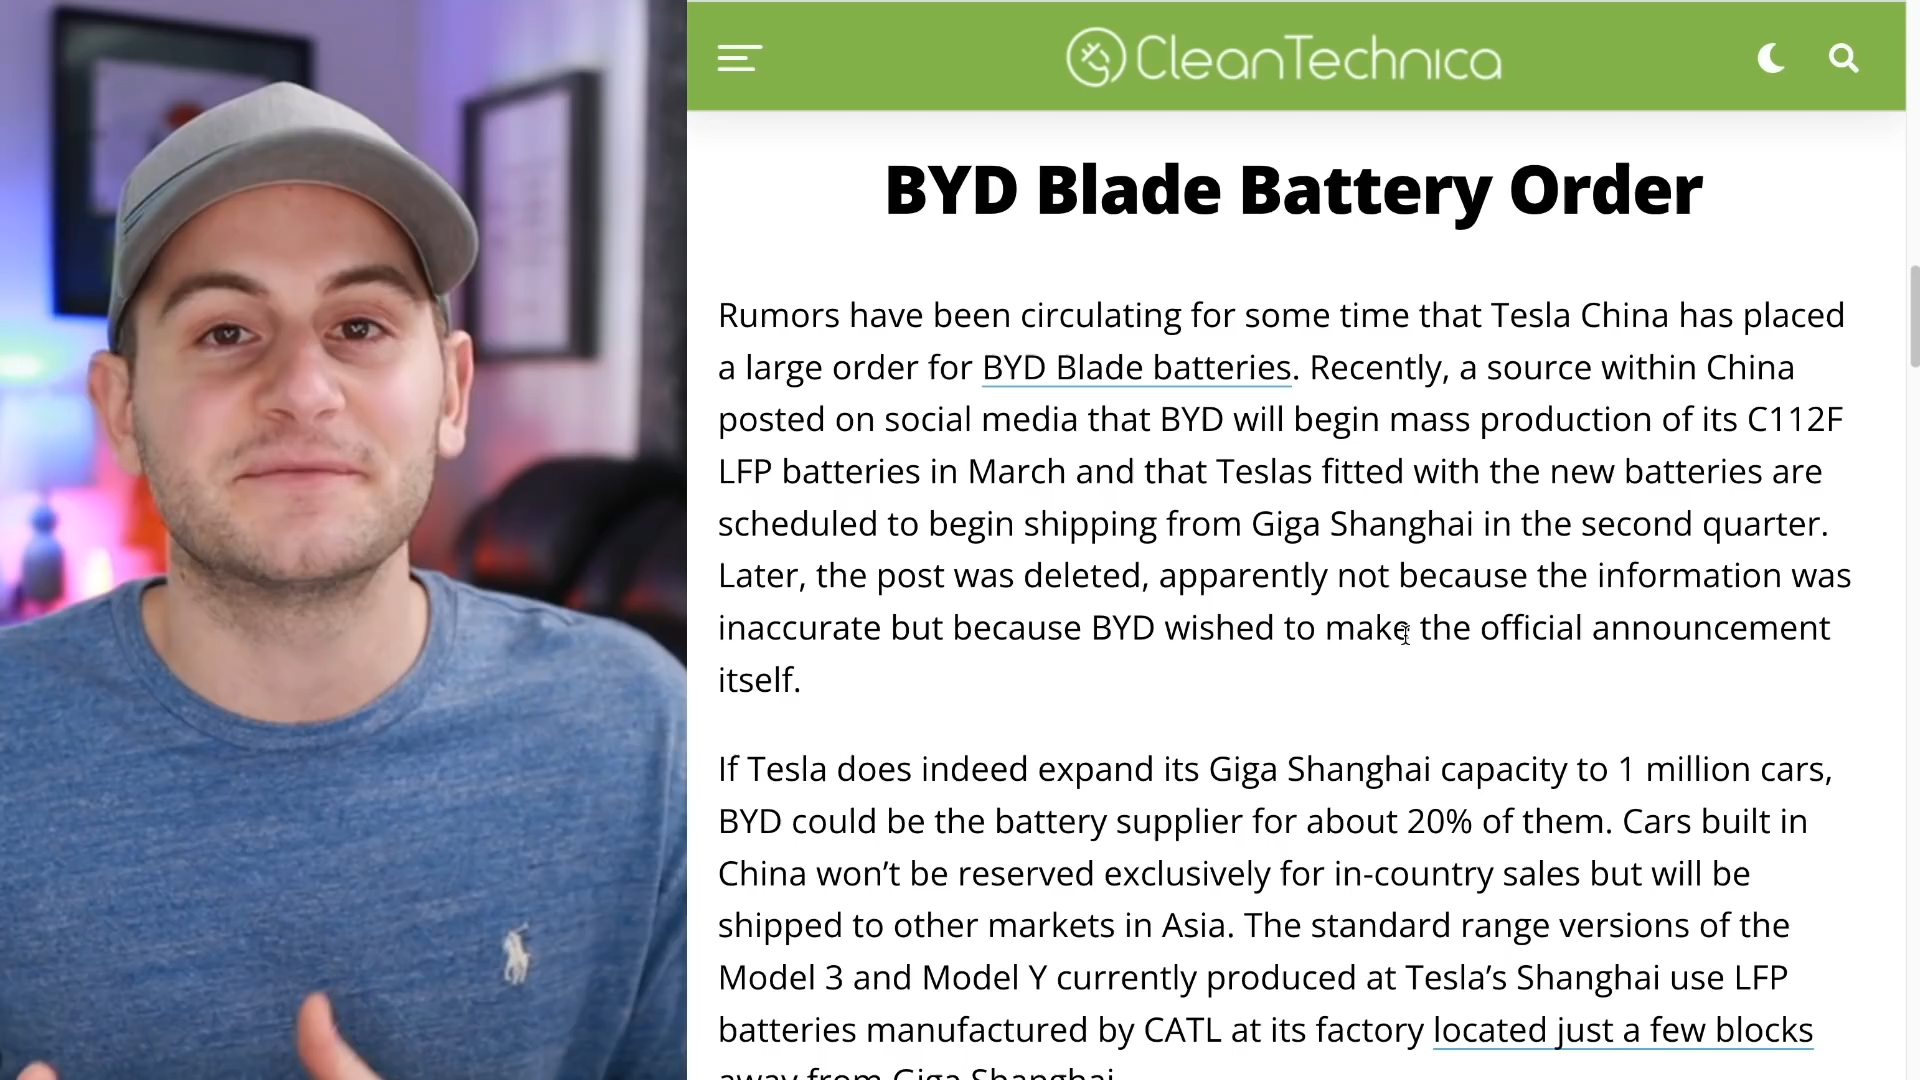 CleanTechnica
BYD Blade Battery Order
Rumors have been circulating for some time that Tesla China has placed
a large order for BYD Blade batteries. Recently, a source within China
posted on social media that BYD will begin mass production of its C112F
LFP batteries in March and that Teslas fitted with the new batteries are
scheduled to begin shipping from Giga Shanghai in the second quarter.
Later, the post was deleted, apparently not because the information was
inaccurate but because BYD wished to make the official announcement
itself.
If Tesla does indeed expand its Giga Shanghai capacity to 1 million cars,
BYD could be the battery supplier for about 20% of them. Cars built in
China won’t be reserved exclusively for in-country sales but will be
shipped to other markets in Asia. The standard range versions of the
Model 3 and Model Y currently produced at Tesla’s Shanghai use LFP
batteries manufactured by CATL at its factory located just a few blocks
away from Giga Shanghai.